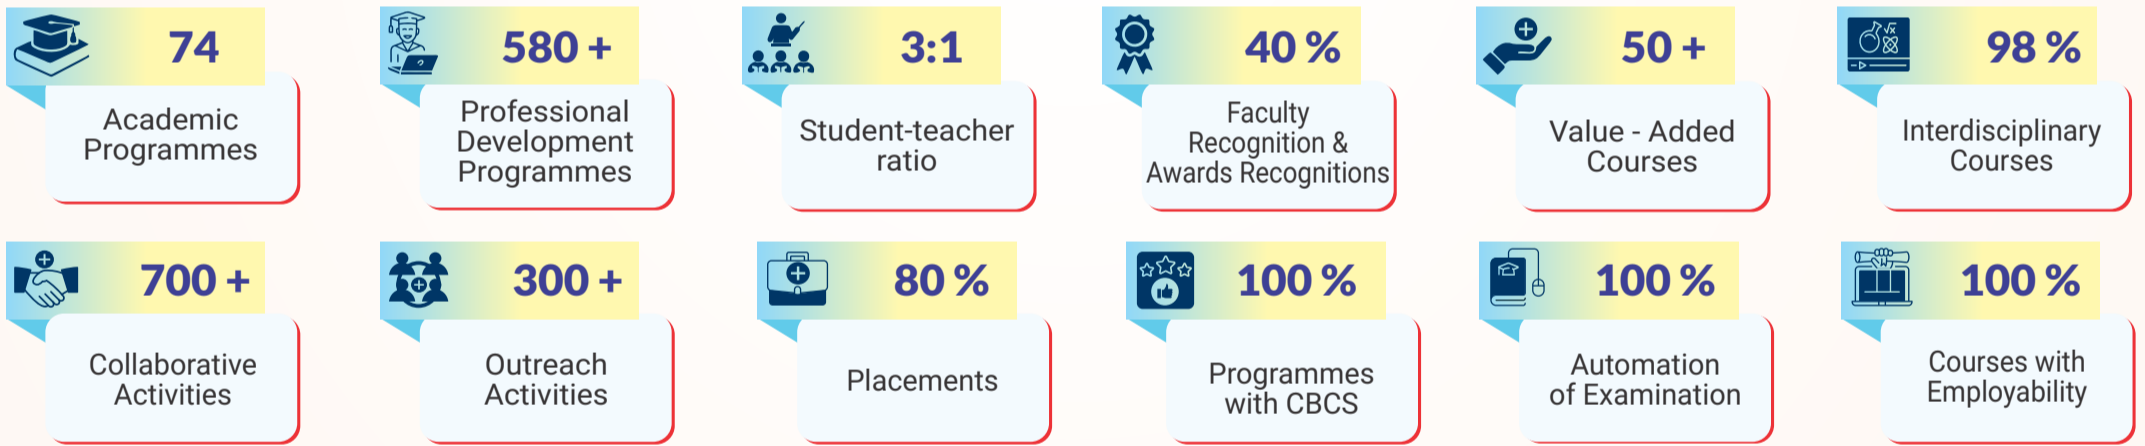 74
Academic
Programmes
580 +
Professional
Development
Programmes
3:1
Student-teacher
ratio
40 %
Faculty
Recognition &
Awards Recognitions
50 +
Value - Added
Courses
98 %
Interdisciplinary
Courses
700 +
Collaborative
Activities
300 +
Outreach
Activities
80 %
Placements
100 %
Programmes
with CBCS
100 %
Automation
of Examination
100 %
Courses with
Employability